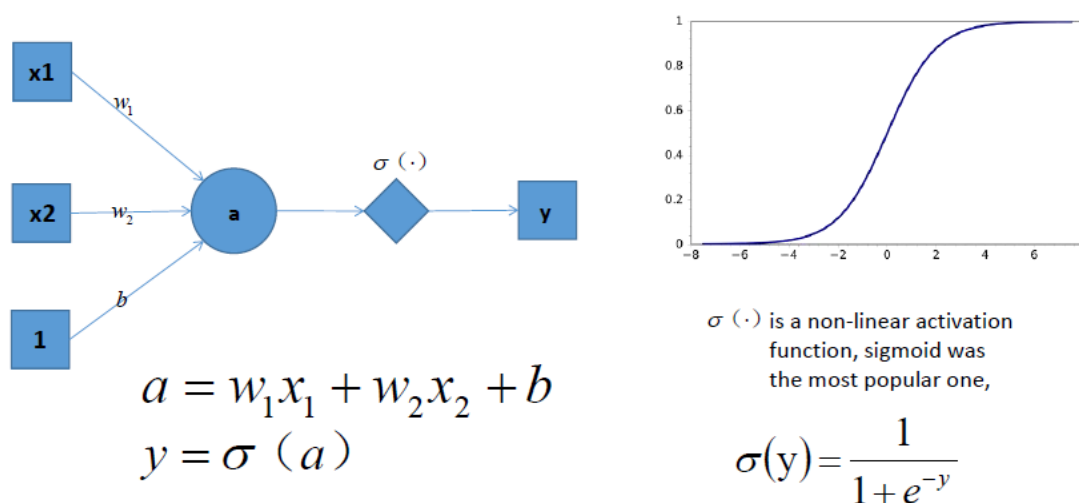 x1
w₁
x2
w₂
1
b
a
σ（·）
y
a = w₁x₁ + w₂x₂ + b
y = σ（a）
1
0.8
0.6
0.4
0.2
0
−8 −6 −4 −2 0 2 4 6
σ（·）is a non-linear activation
function, sigmoid was
the most popular one,
σ(y) = 1 / (1 + e^{−y})